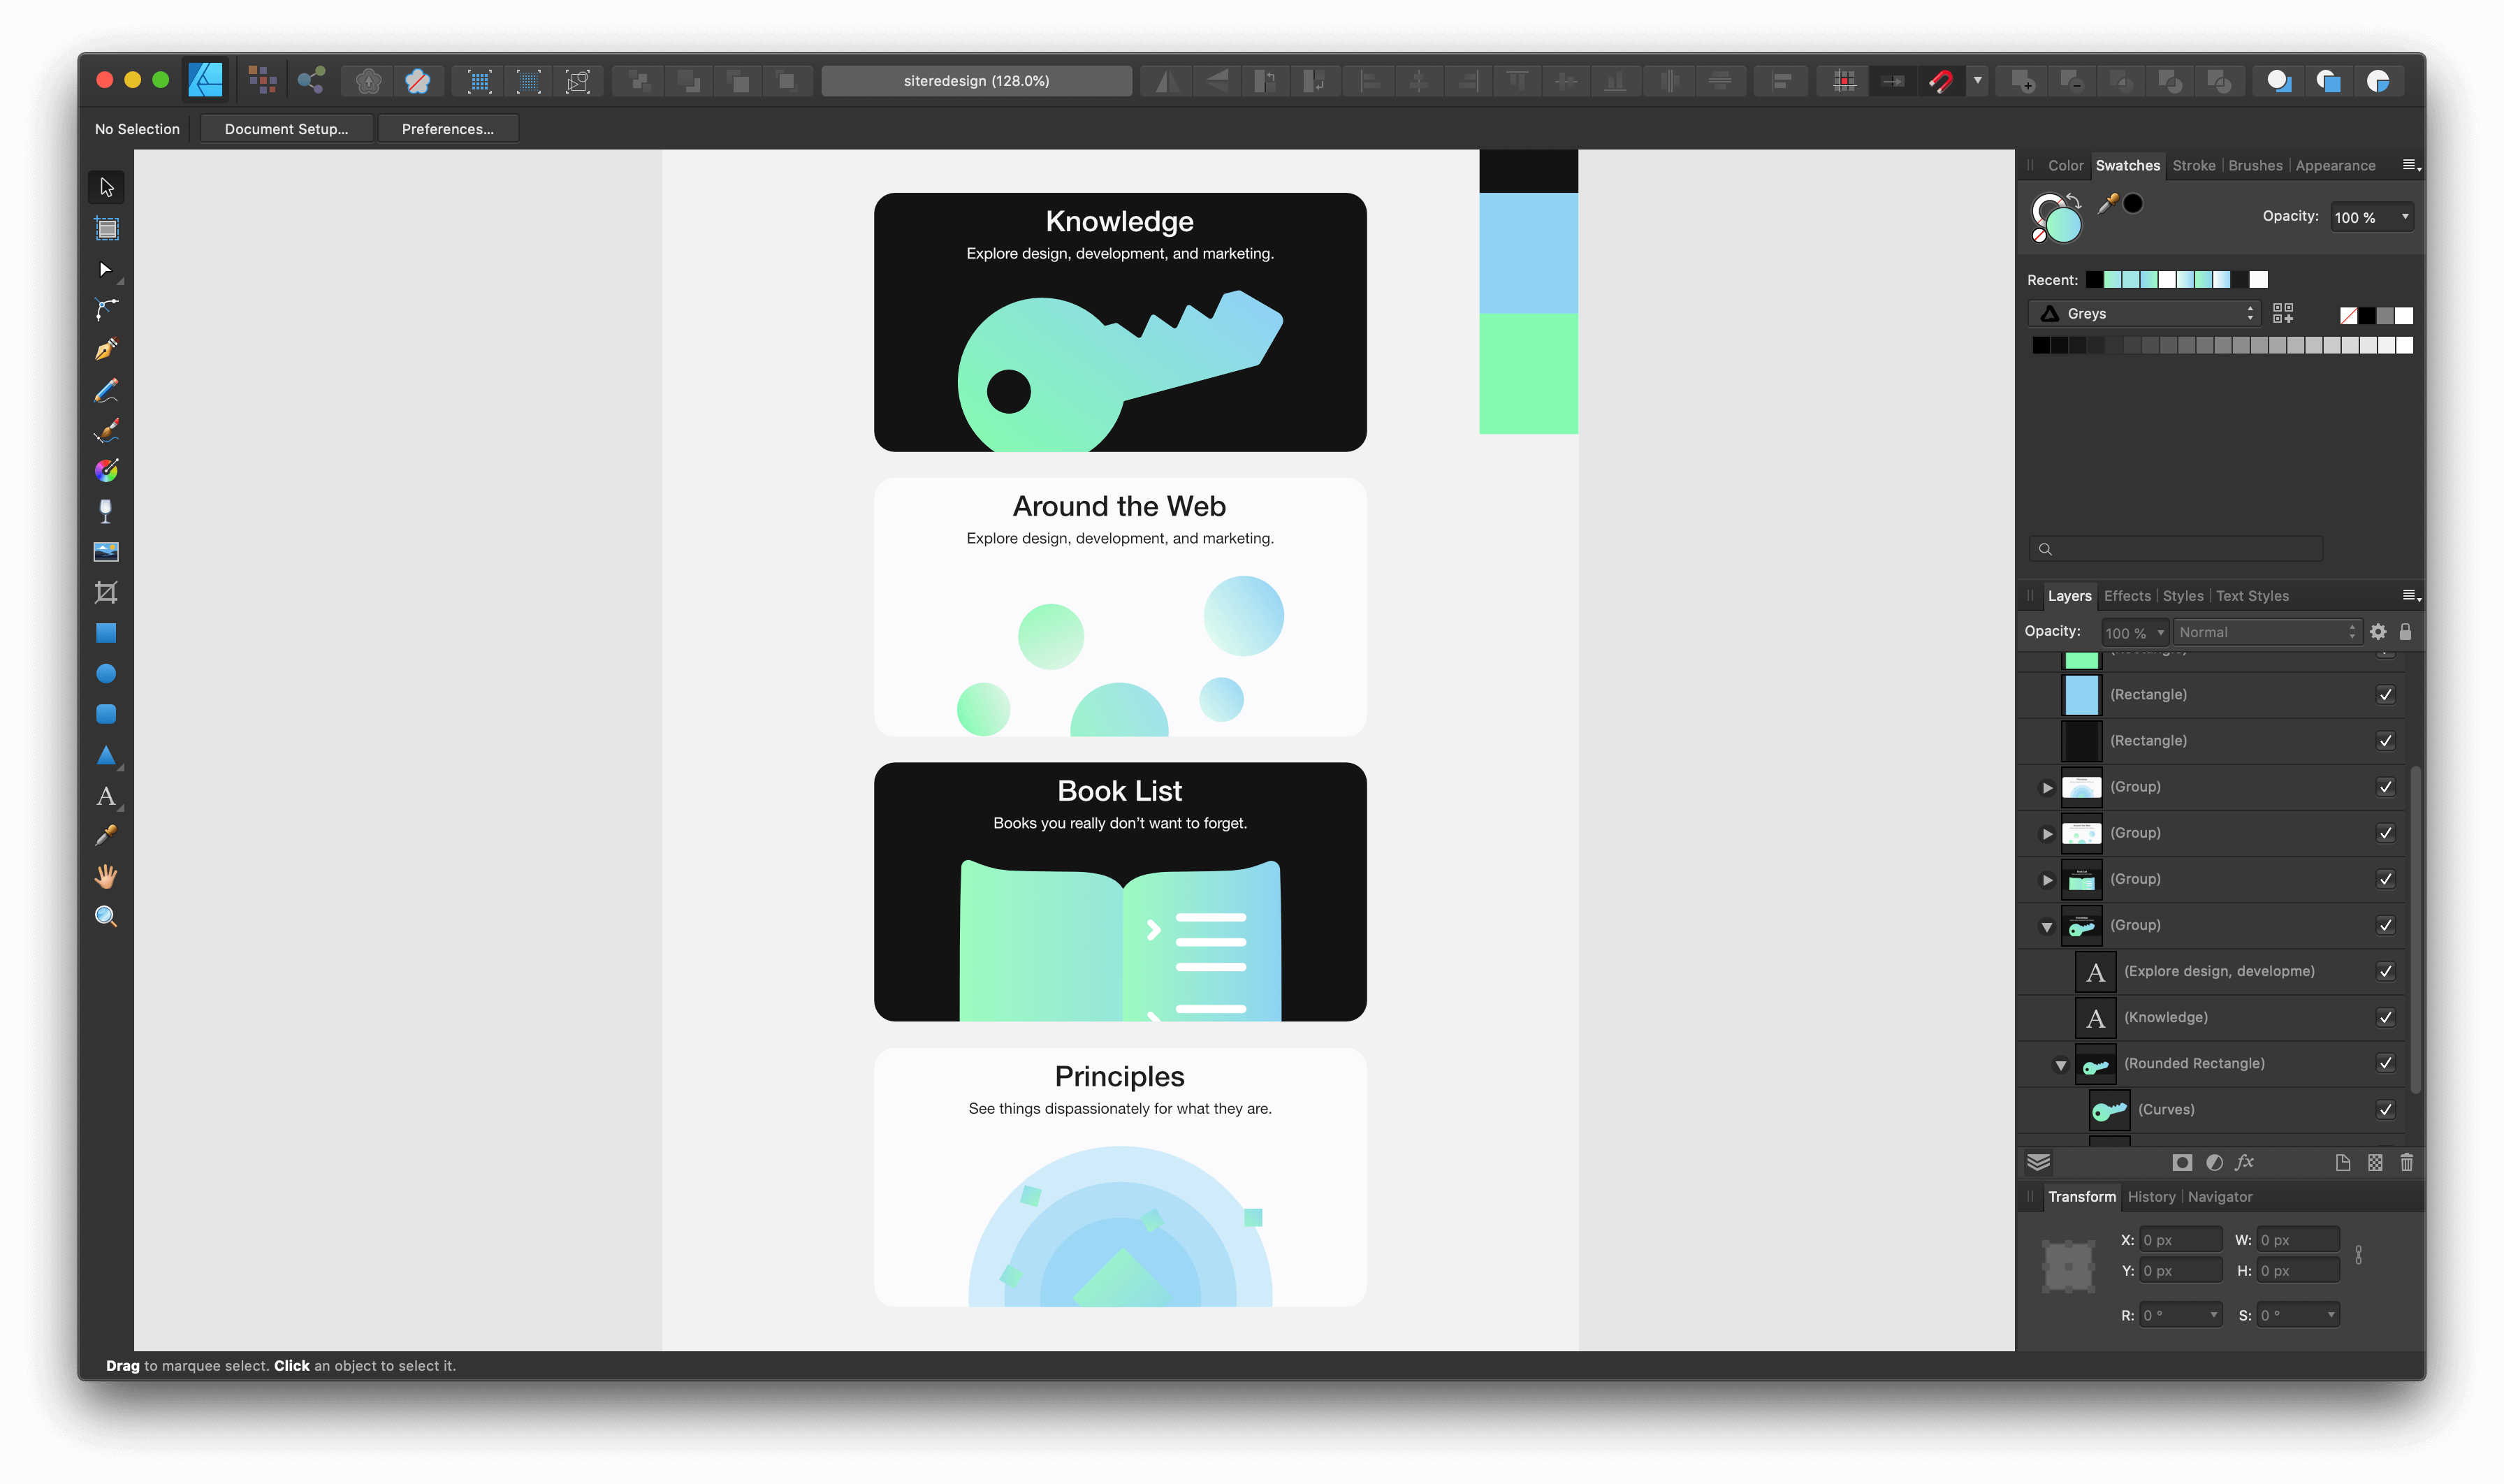 siteredesign (128.0%)
No Selection
Document Setup...
Preferences...
Color
Swatches
Stroke
Brushes
Appearance
Opacity:
100 %
Recent:
Greys
Knowledge
Explore design, development, and marketing.
Around the Web
Explore design, development, and marketing.
Book List
Books you really don’t want to forget.
Principles
See things dispassionately for what they are.
Layers
Effects
Styles
Text Styles
Opacity:
100 %
Normal
(Rectangle)
(Rectangle)
(Group)
(Group)
(Group)
(Group)
A
(Explore design, developme)
A
(Knowledge)
(Rounded Rectangle)
(Curves)
fx
Transform
History
Navigator
X: 0 px
W: 0 px
Y: 0 px
H: 0 px
R: 0 °
S: 0 °
Drag to marquee select. Click an object to select it.